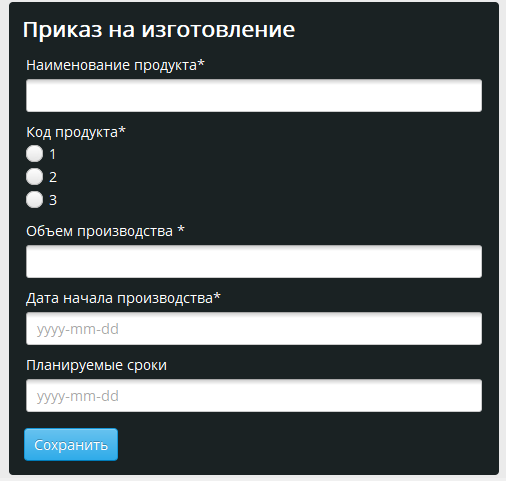 Приказ на изготовление
Наименование продукта*
Код продукта*
1
2
3
Объем производства *
Дата начала производства*
yyyy-mm-dd
Планируемые сроки
yyyy-mm-dd
Сохранить